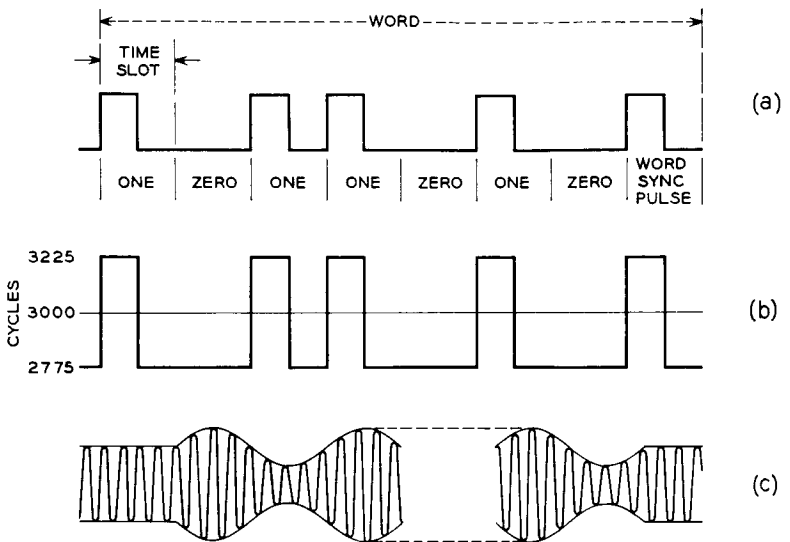 WORD
TIME
SLOT
(a)
ONE ZERO ONE ONE ZERO ONE ZERO WORD
SYNC
PULSE
CYCLES
3225
3000
2775
(b)
(c)